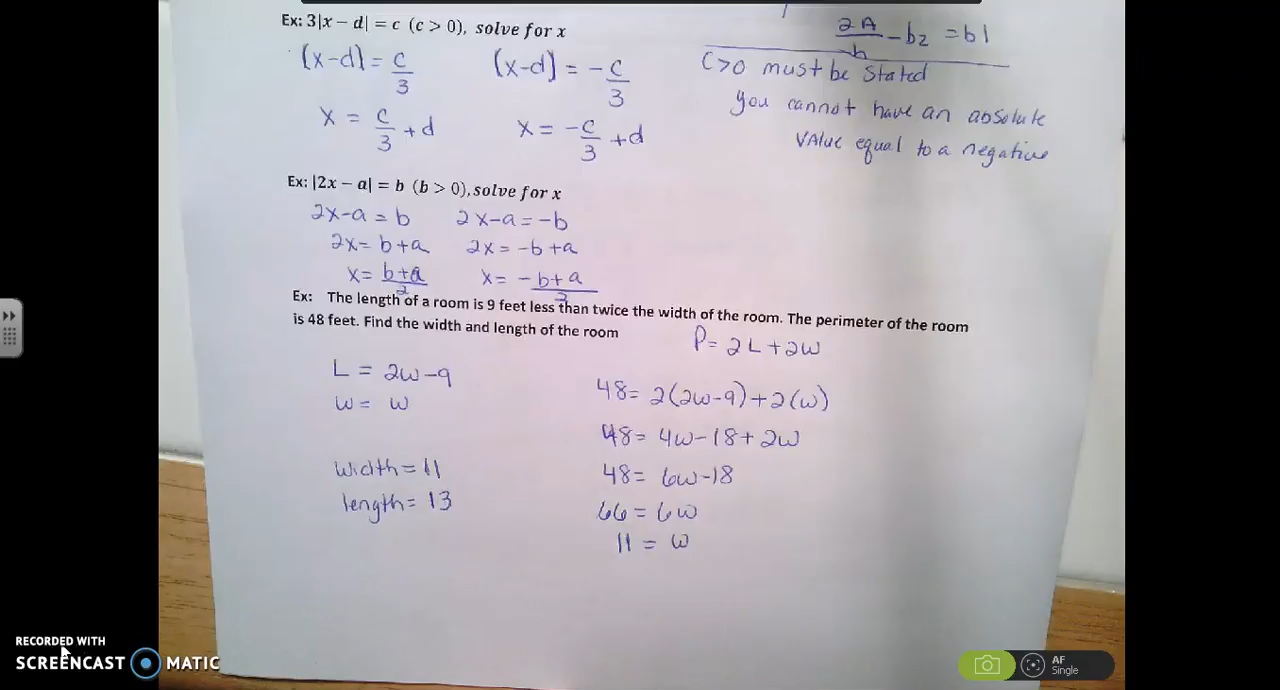 Ex: 3|x − d| = c (c > 0), solve for x
2A/h − b2 = b1
(x-d) = c/3    (x-d) = -c/3
C>0 must be stated
x = c/3 + d    x = -c/3 + d
you cannot have an absolute
value equal to a negative
Ex: |2x − a| = b (b > 0), solve for x
2x-a = b    2x-a = -b
2x = b+a    2x = -b+a
x = b+a/2    x = -b+a/2
Ex: The length of a room is 9 feet less than twice the width of the room. The perimeter of the room
is 48 feet. Find the width and length of the room
P = 2L + 2w
L = 2w-9
48 = 2(2w-9)+2(w)
w = w
48 = 4w-18+2w
width = 11
48 = 6w-18
length = 13
66 = 6w
11 = w
RECORDED WITH
SCREENCAST MATIC
AF
Single